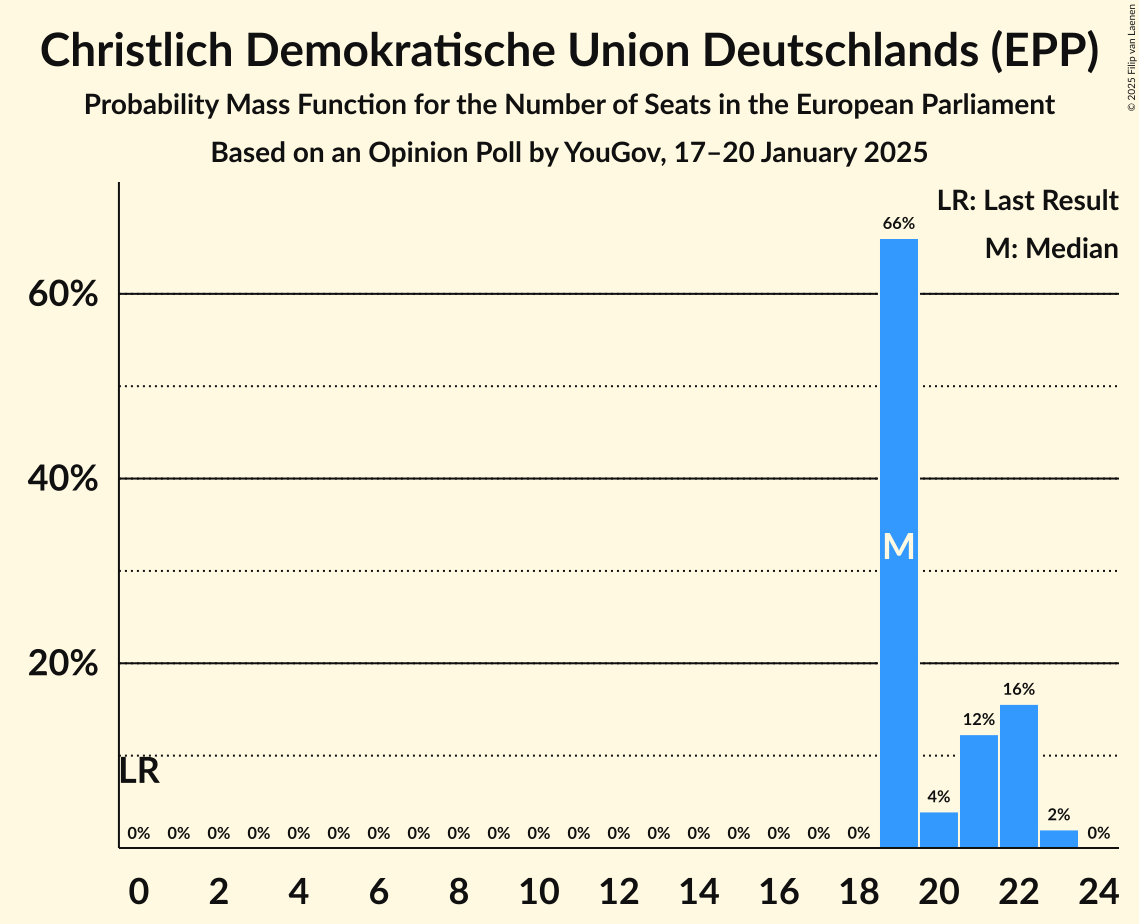 Christlich Demokratische Union Deutschlands (EPP)
Probability Mass Function for the Number of Seats in the European Parliament
Based on an Opinion Poll by YouGov, 17–20 January 2025
© 2025 Filip van Laenen
LR: Last Result
M: Median
66%
60%
40%
M
20%
16%
12%
LR
4%
2%
0% 0% 0% 0% 0% 0% 0% 0% 0% 0% 0% 0% 0% 0% 0% 0% 0% 0% 0% 0%
0 2 4 6 8 10 12 14 16 18 20 22 24